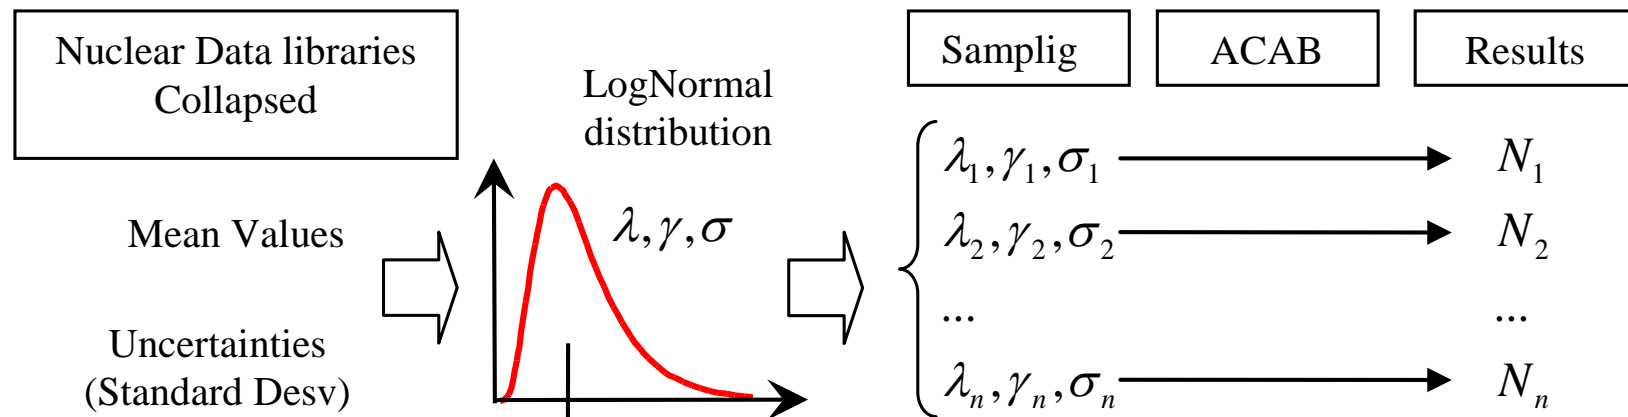 Nuclear Data libraries
Collapsed
Mean Values
Uncertainties
(Standard Desv)
LogNormal
distribution
λ, γ, σ
Samplig
ACAB
Results
λ₁, γ₁, σ₁
N₁
λ₂, γ₂, σ₂
N₂
...
...
λₙ, γₙ, σₙ
Nₙ